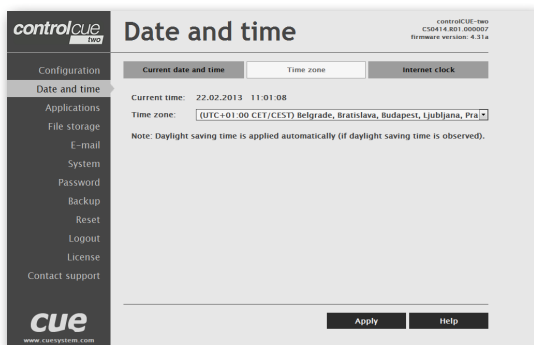 controlcue
two
Date and time
controlCUE-two
CS0414.R01.000007
firmware version: 4.31a
Configuration
Date and time
Applications
File storage
E-mail
System
Password
Backup
Reset
Logout
License
Contact support
Current date and time
Time zone
Internet clock
Current time: 22.02.2013 11:01:08
Time zone: (UTC+01:00 CET/CEST) Belgrade, Bratislava, Budapest, Ljubljana, Pra
Note: Daylight saving time is applied automatically (if daylight saving time is observed).
Apply
Help
cue
www.cuesystem.com